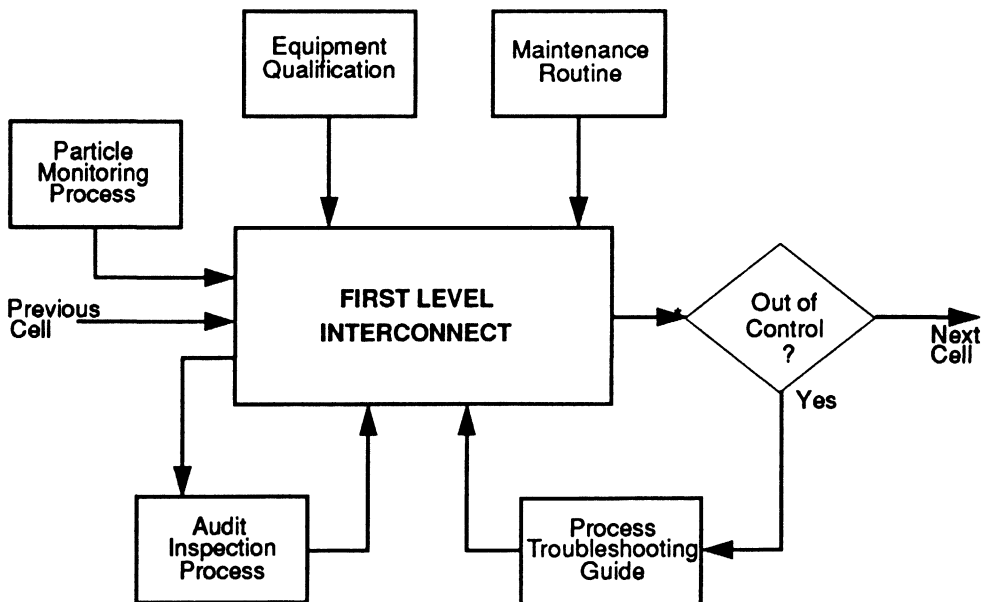 Equipment
Qualification
Maintenance
Routine
Particle
Monitoring
Process
Previous
Cell
FIRST LEVEL
INTERCONNECT
Out of
Control
?
Next
Cell
Yes
Audit
Inspection
Process
Process
Troubleshooting
Guide